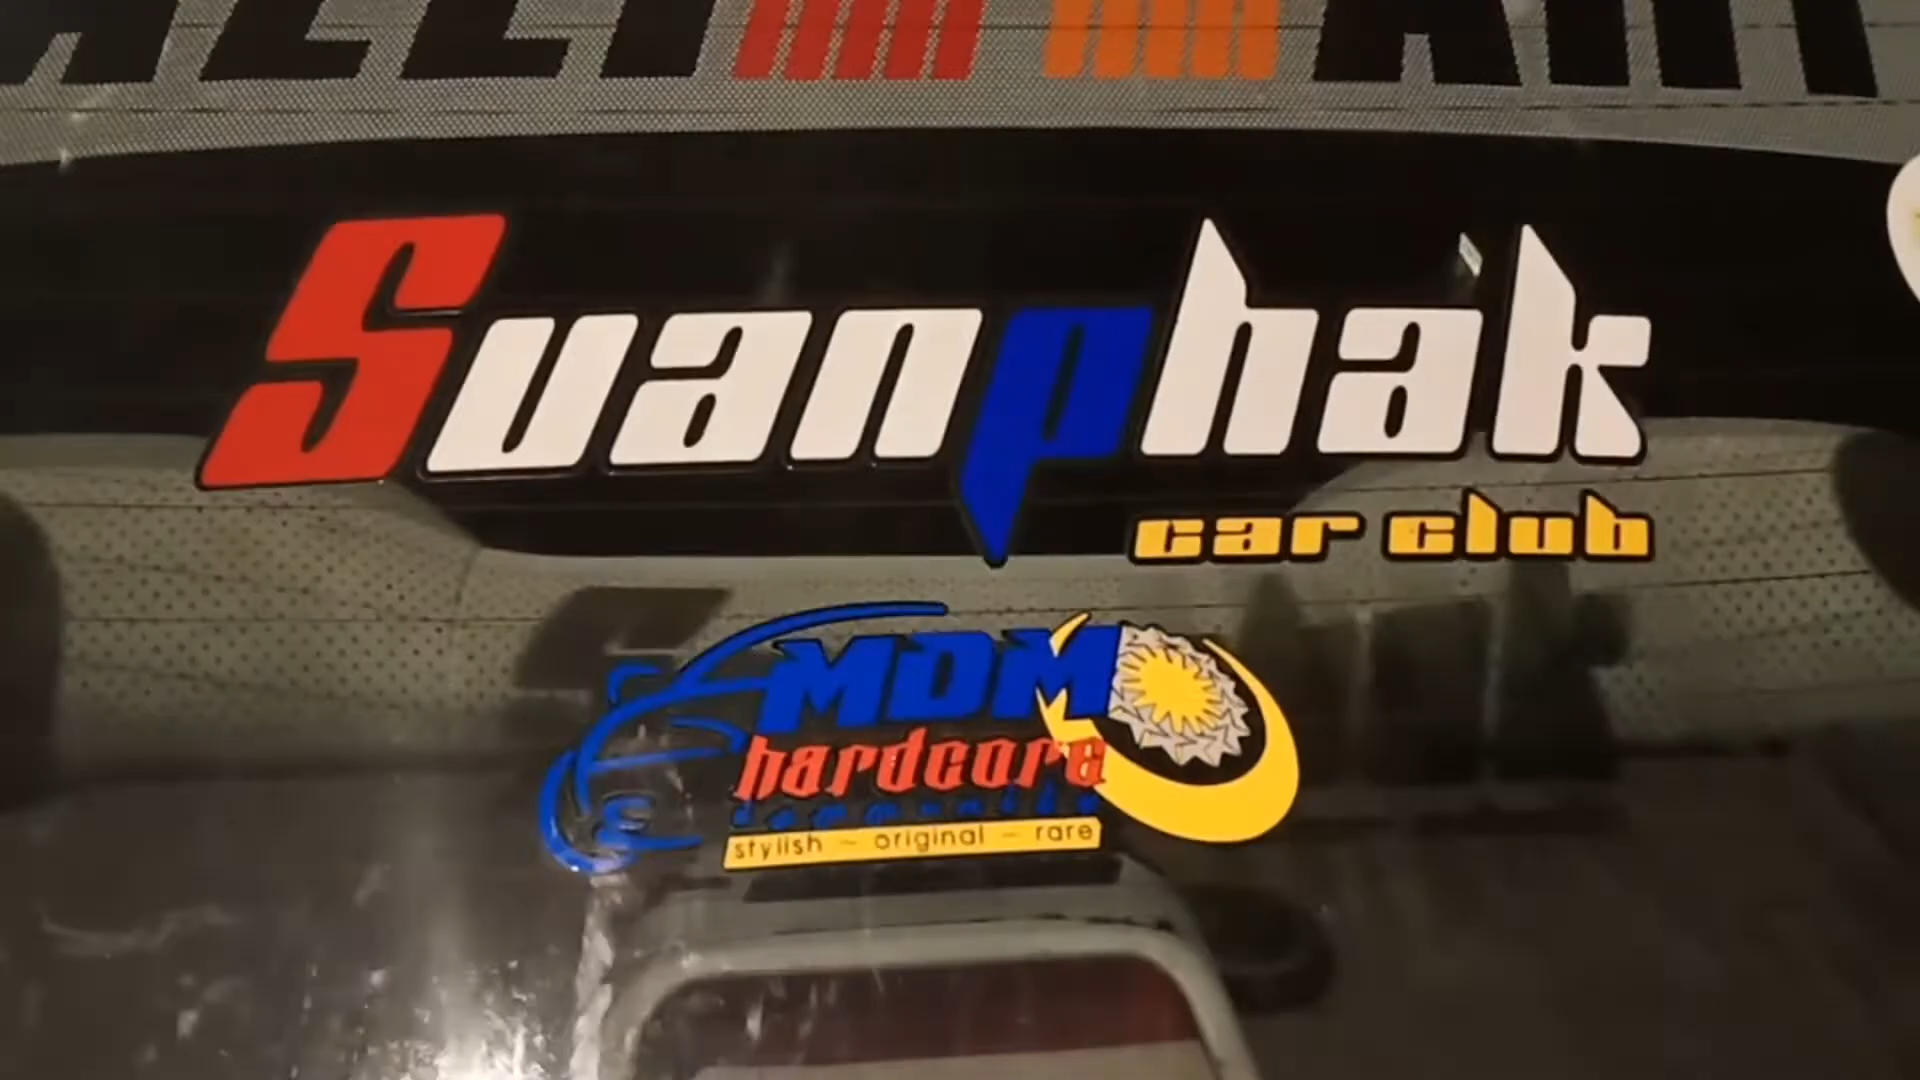 Suanphak
car club
MDM
hardcore
stylish ~ original ~ rare